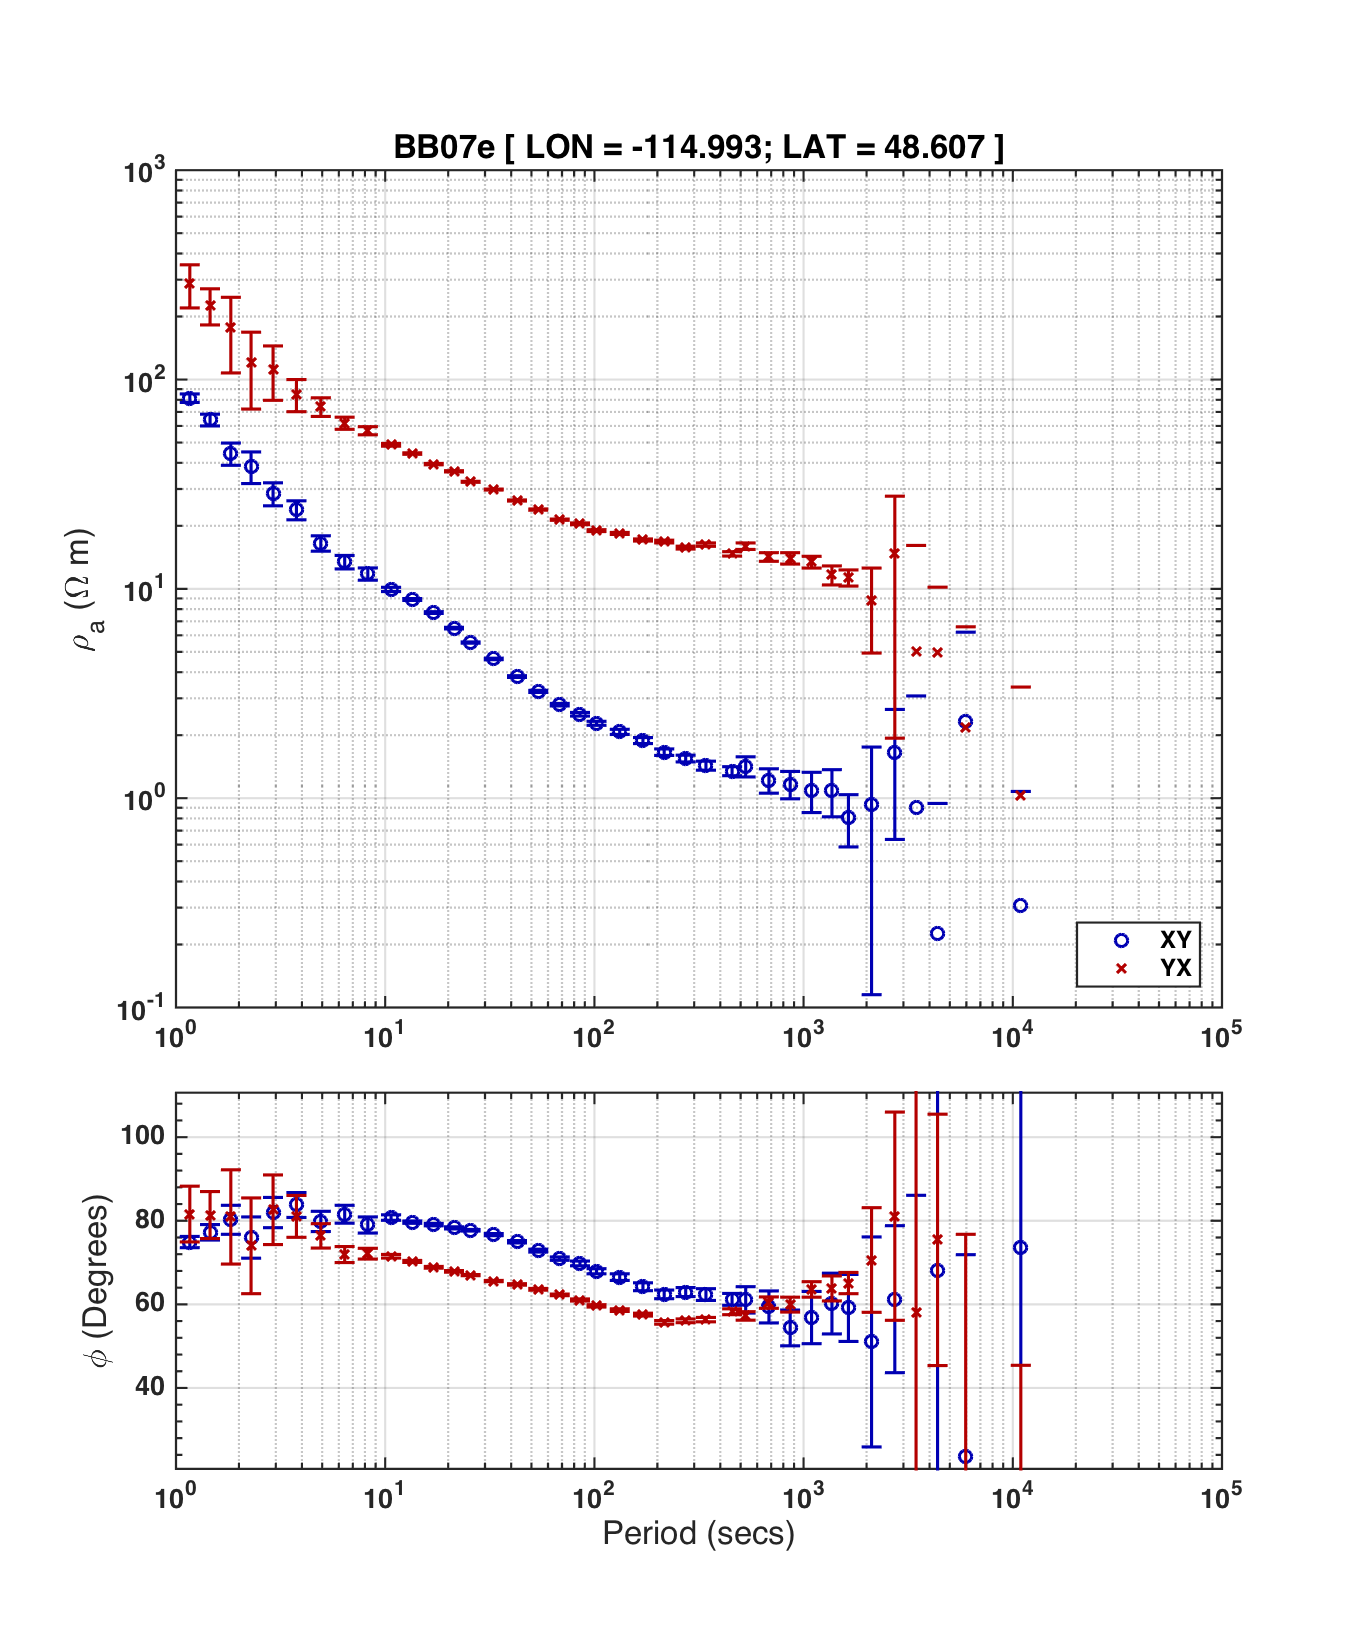 BB07e [ LON = -114.993; LAT = 48.607 ]
10^3
10^2
10^1
10^0
10^-1
ρ_a (Ω m)
XY
YX
10^0 10^1 10^2 10^3 10^4 10^5
100
80
60
40
φ (Degrees)
10^0 10^1 10^2 10^3 10^4 10^5
Period (secs)